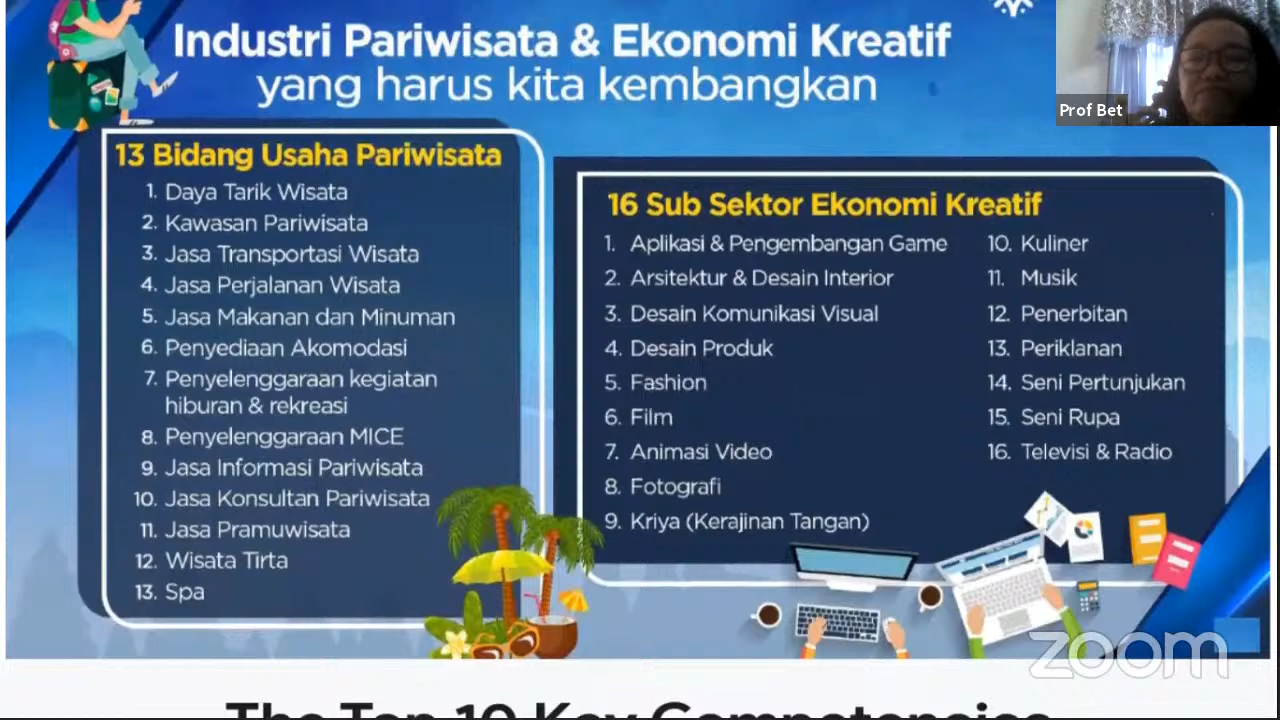 Industri Pariwisata & Ekonomi Kreatif
yang harus kita kembangkan
Prof Bet
13 Bidang Usaha Pariwisata
1. Daya Tarik Wisata
2. Kawasan Pariwisata
3. Jasa Transportasi Wisata
4. Jasa Perjalanan Wisata
5. Jasa Makanan dan Minuman
6. Penyediaan Akomodasi
7. Penyelenggaraan kegiatan
hiburan & rekreasi
8. Penyelenggaraan MICE
9. Jasa Informasi Pariwisata
10. Jasa Konsultan Pariwisata
11. Jasa Pramuwisata
12. Wisata Tirta
13. Spa
16 Sub Sektor Ekonomi Kreatif
1. Aplikasi & Pengembangan Game
2. Arsitektur & Desain Interior
3. Desain Komunikasi Visual
4. Desain Produk
5. Fashion
6. Film
7. Animasi Video
8. Fotografi
9. Kriya (Kerajinan Tangan)
10. Kuliner
11. Musik
12. Penerbitan
13. Periklanan
14. Seni Pertunjukan
15. Seni Rupa
16. Televisi & Radio
zoom
The Top 10 Key Competencies